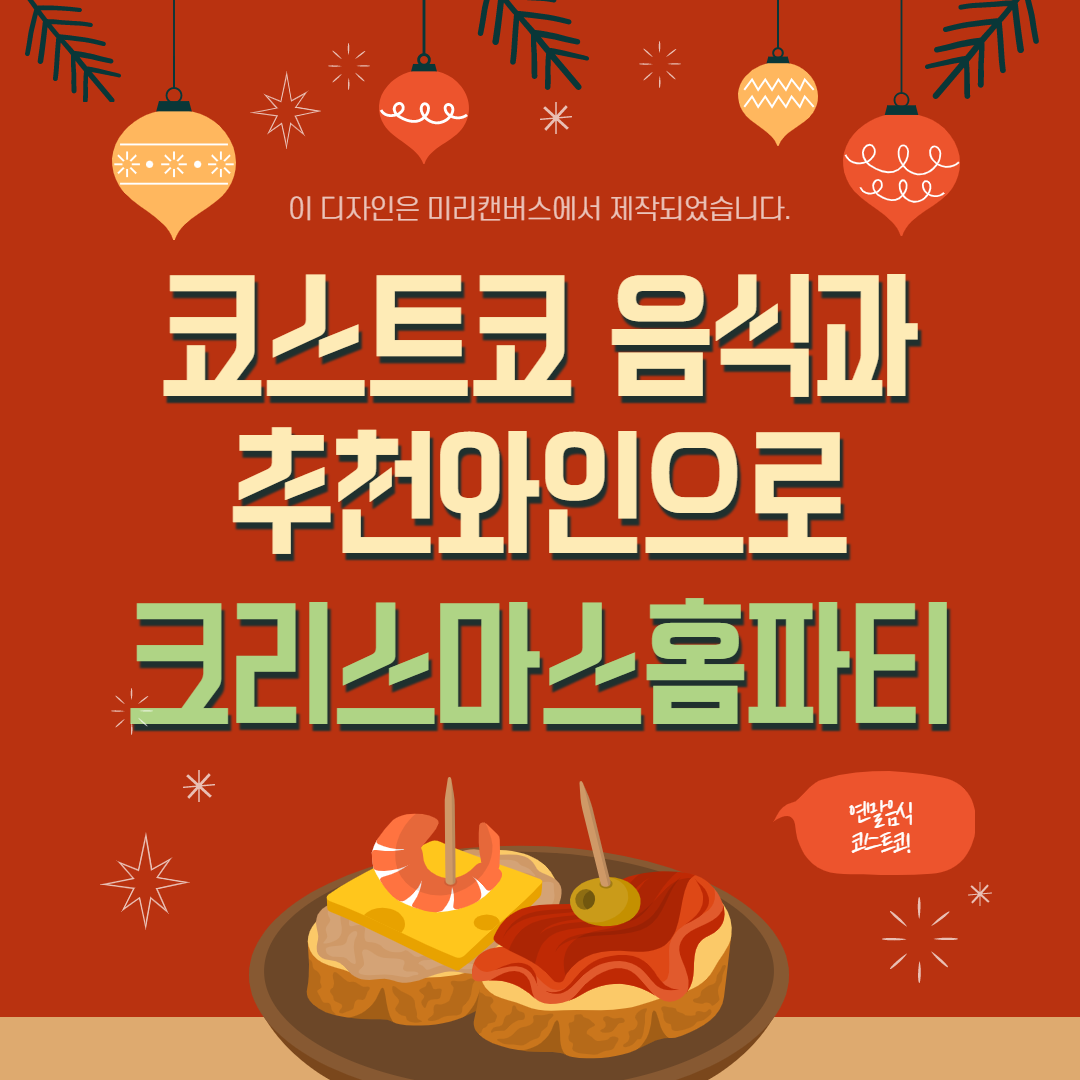 이 디자인은 미리캔버스에서 제작되었습니다.
코스트코 음식과
추천와인으로
크리스마스홈파티
연말음식
코스트코!